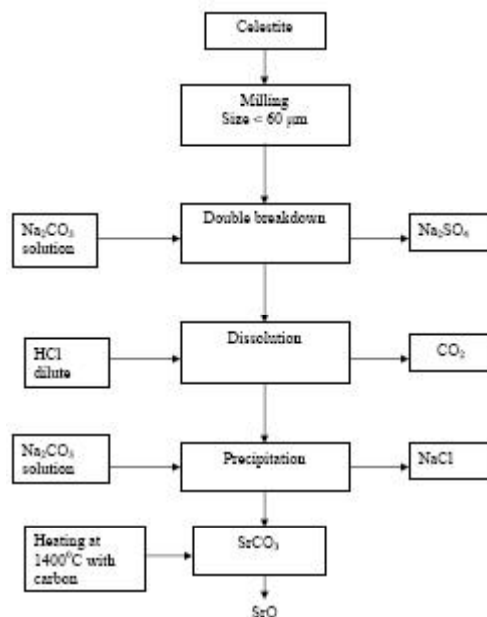 Celestite
Milling
Size < 60 μm
Na₂CO₃
solution
Double breakdown
Na₂SO₄
HCl
dilute
Dissolution
CO₂
Na₂CO₃
solution
Precipitation
NaCl
Heating at
1400⁰C with
carbon
SrCO₃
SrO